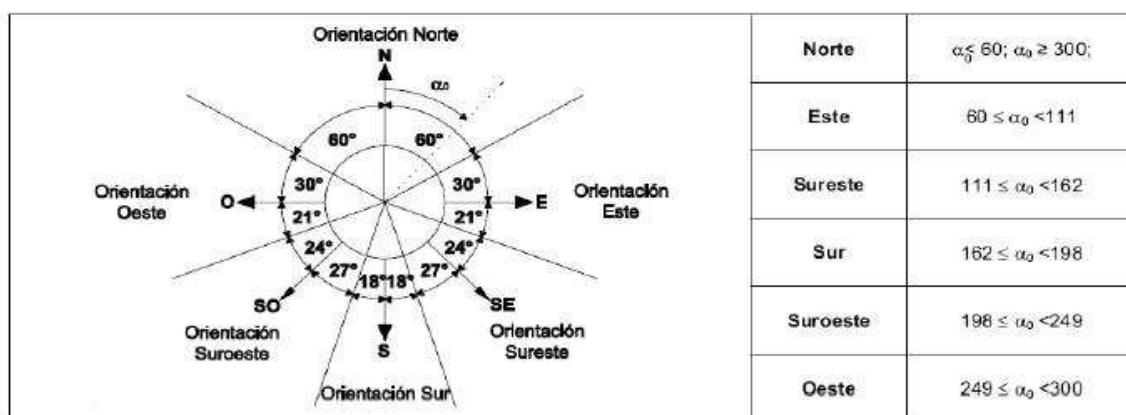 Orientación Norte
N
α₀
60° 60°
30° 30°
Orientación
Oeste
O
E
Orientación
Este
21° 21°
24° 24°
27° 18° 18° 27°
SO
SE
Orientación
Suroeste
S
Orientación
Sureste
Orientación Sur
Norte α₀≤ 60; α₀ ≥ 300;
Este 60 ≤ α₀ <111
Sureste 111 ≤ α₀ <162
Sur 162 ≤ α₀ <198
Suroeste 198 ≤ α₀ <249
Oeste 249 ≤ α₀ <300